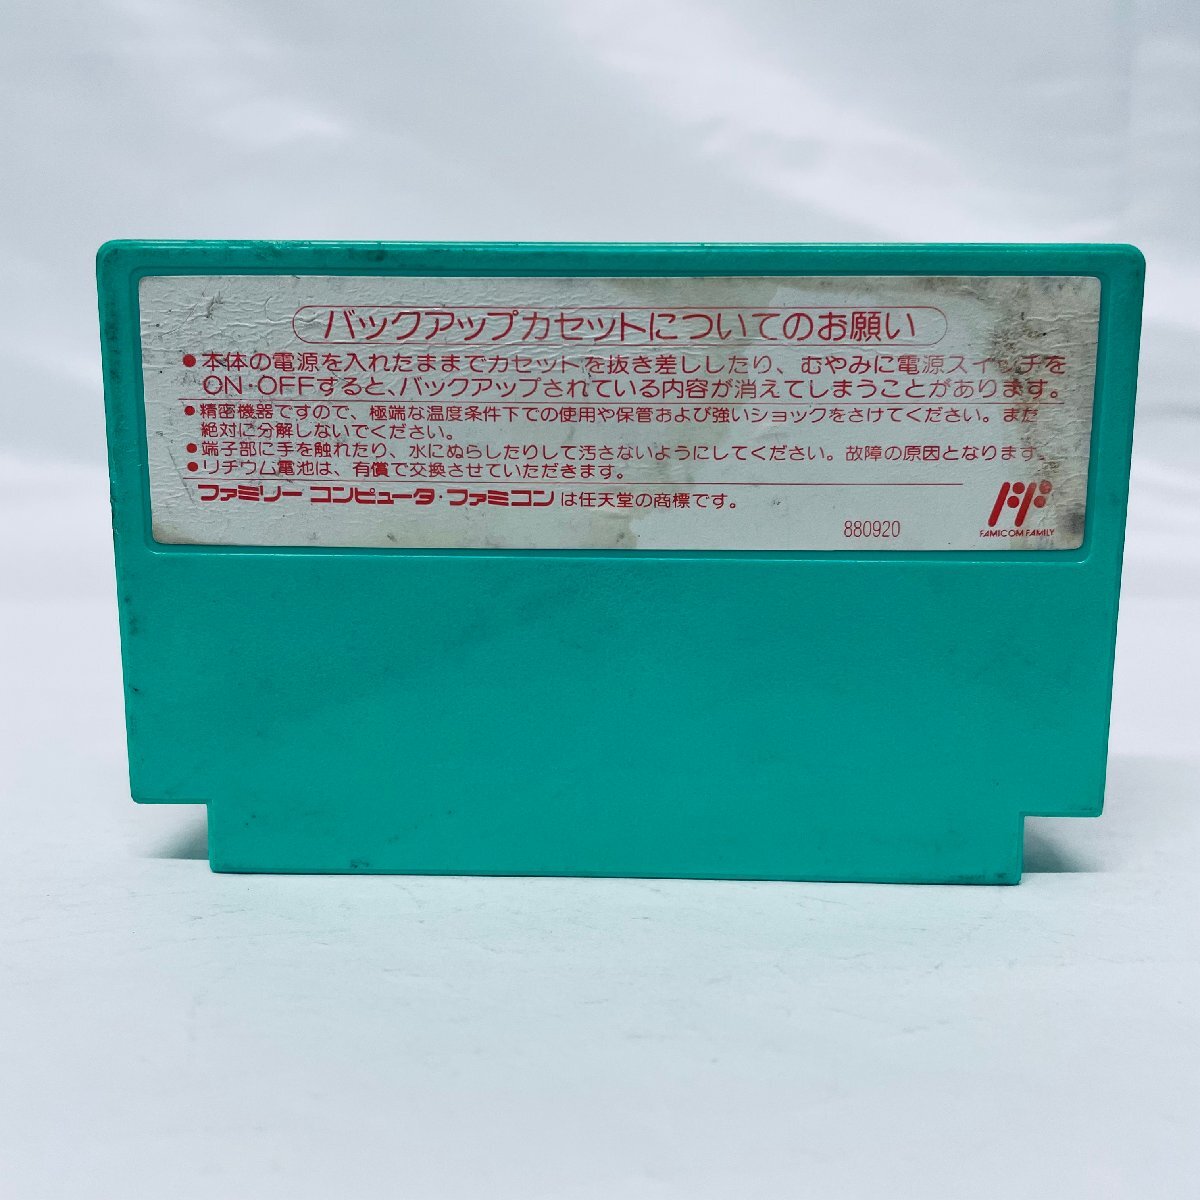 バックアップカセットについてのお願い
●本体の電源を入れたままでカセットを抜き差ししたり、むやみに電源スイッチを
ON・OFFすると、バックアップされている内容が消えてしまうことがあります。
●精密機器ですので、極端な温度条件下での使用や保管および強いショックをさけてください。また
絶対に分解しないでください。
●端子部に手を触れたり、水にぬらしたりして汚さないようにしてください。故障の原因となります。
●リチウム電池は、有償で交換させていただきます。
ファミリー コンピュータ・ファミコン は任天堂の商標です。
880920
FAMICOM FAMILY